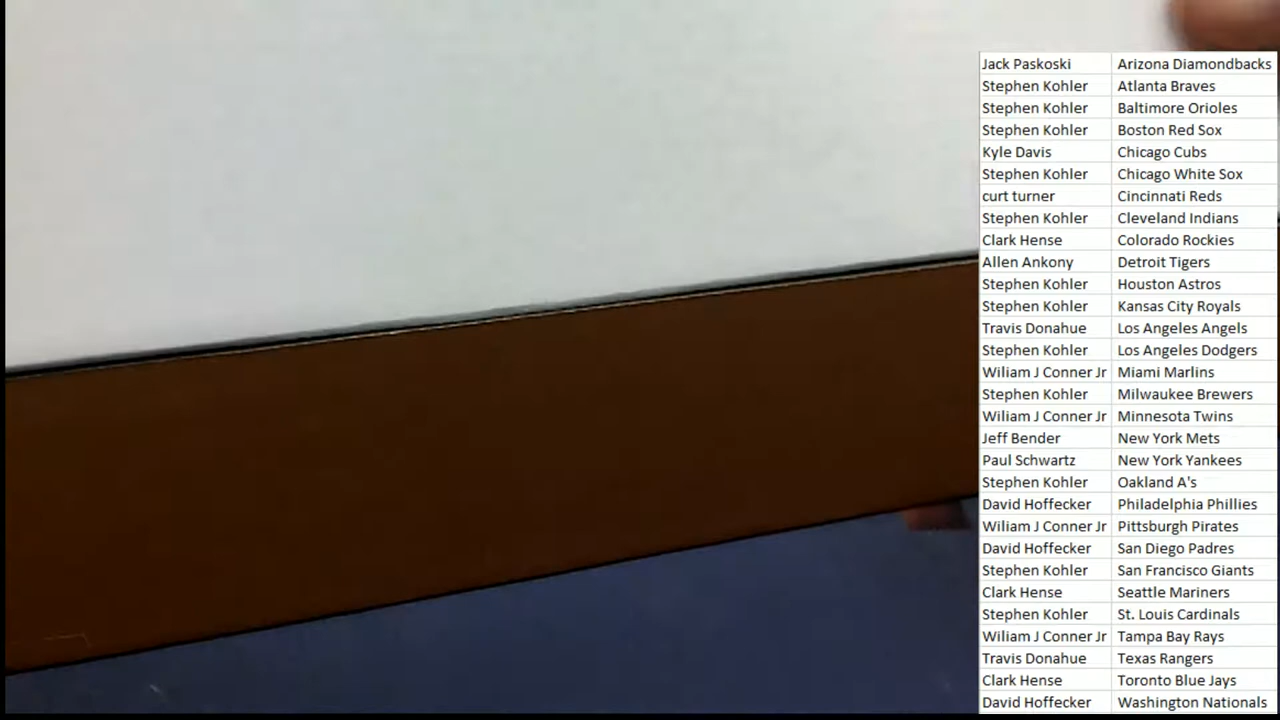 Jack Paskoski Arizona Diamondbacks
Stephen Kohler Atlanta Braves
Stephen Kohler Baltimore Orioles
Stephen Kohler Boston Red Sox
Kyle Davis Chicago Cubs
Stephen Kohler Chicago White Sox
curt turner Cincinnati Reds
Stephen Kohler Cleveland Indians
Clark Hense Colorado Rockies
Allen Ankony Detroit Tigers
Stephen Kohler Houston Astros
Stephen Kohler Kansas City Royals
Travis Donahue Los Angeles Angels
Stephen Kohler Los Angeles Dodgers
Wiliam J Conner Jr Miami Marlins
Stephen Kohler Milwaukee Brewers
Wiliam J Conner Jr Minnesota Twins
Jeff Bender New York Mets
Paul Schwartz New York Yankees
Stephen Kohler Oakland A's
David Hoffecker Philadelphia Phillies
Wiliam J Conner Jr Pittsburgh Pirates
David Hoffecker San Diego Padres
Stephen Kohler San Francisco Giants
Clark Hense Seattle Mariners
Stephen Kohler St. Louis Cardinals
Wiliam J Conner Jr Tampa Bay Rays
Travis Donahue Texas Rangers
Clark Hense Toronto Blue Jays
David Hoffecker Washington Nationals